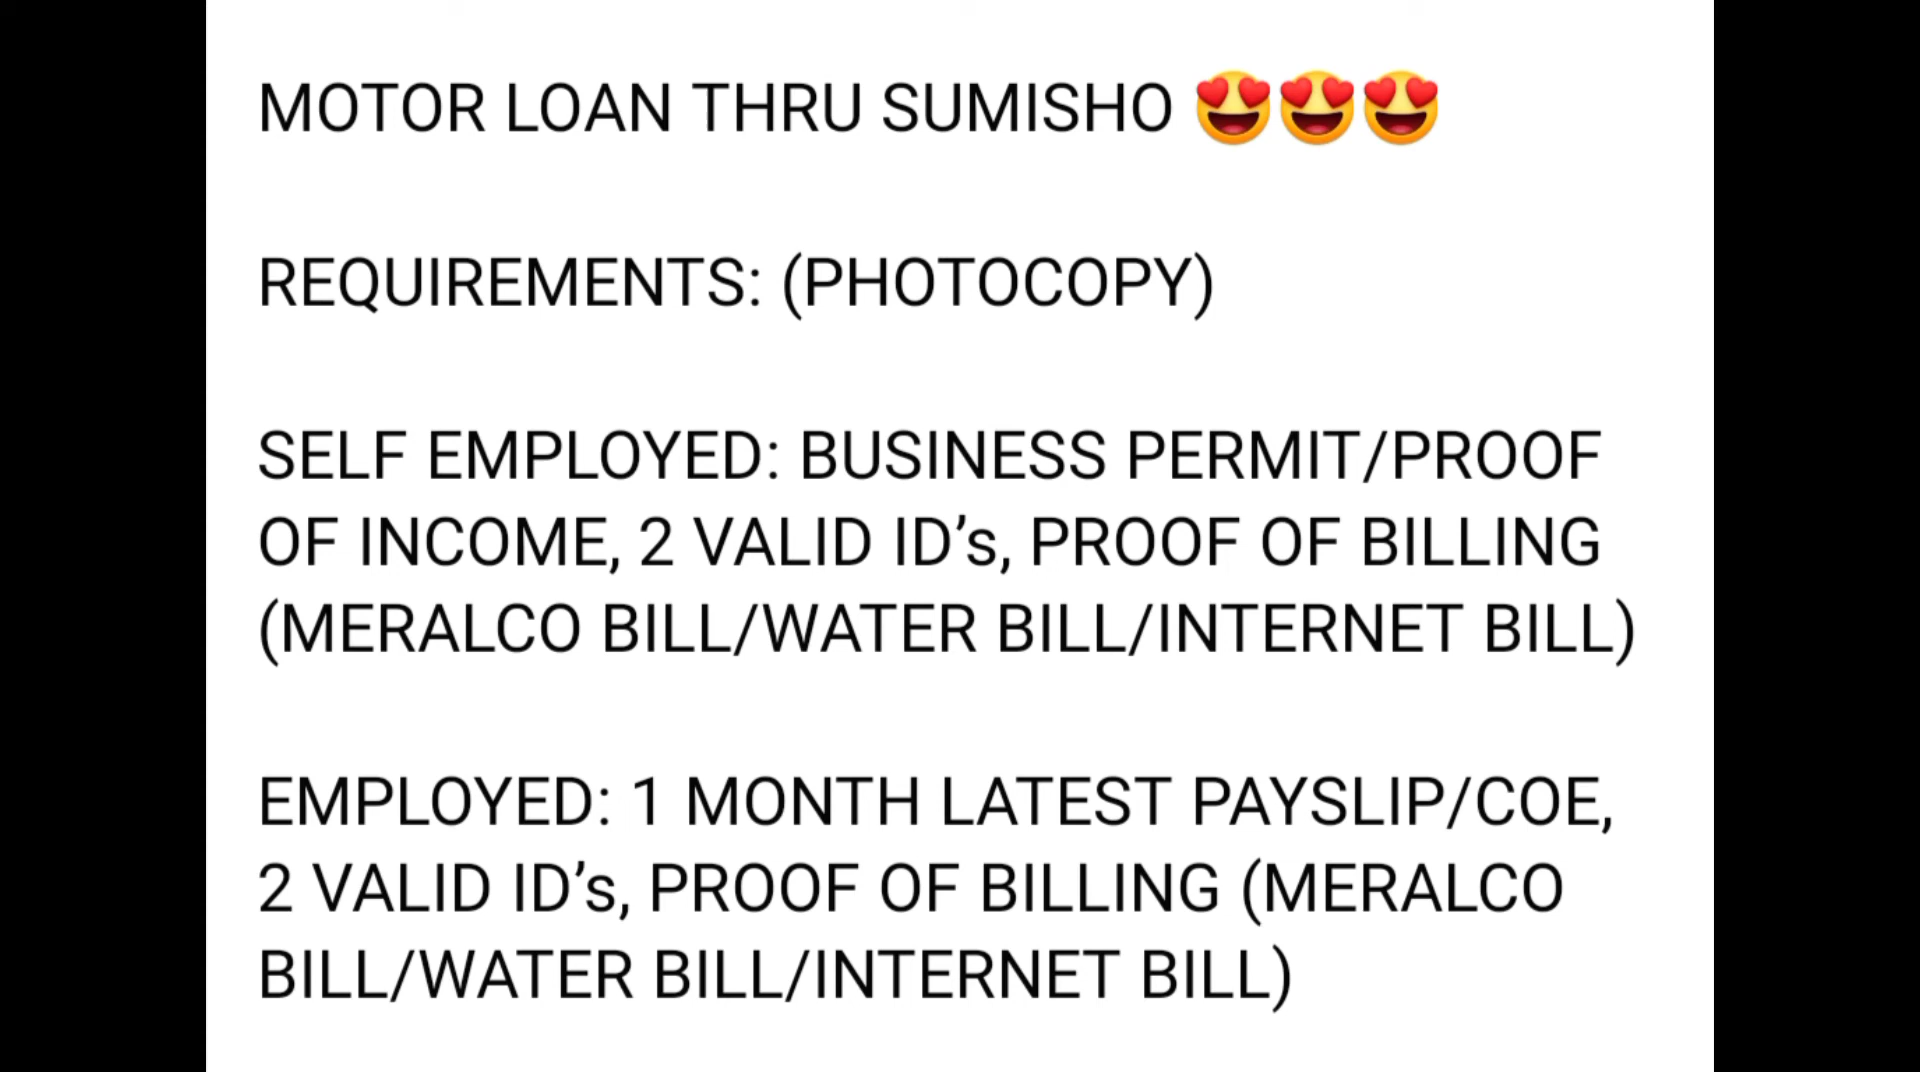 MOTOR LOAN THRU SUMISHO 😍😍😍
REQUIREMENTS: (PHOTOCOPY)
SELF EMPLOYED: BUSINESS PERMIT/PROOF
OF INCOME, 2 VALID ID’s, PROOF OF BILLING
(MERALCO BILL/WATER BILL/INTERNET BILL)
EMPLOYED: 1 MONTH LATEST PAYSLIP/COE,
2 VALID ID’s, PROOF OF BILLING (MERALCO
BILL/WATER BILL/INTERNET BILL)